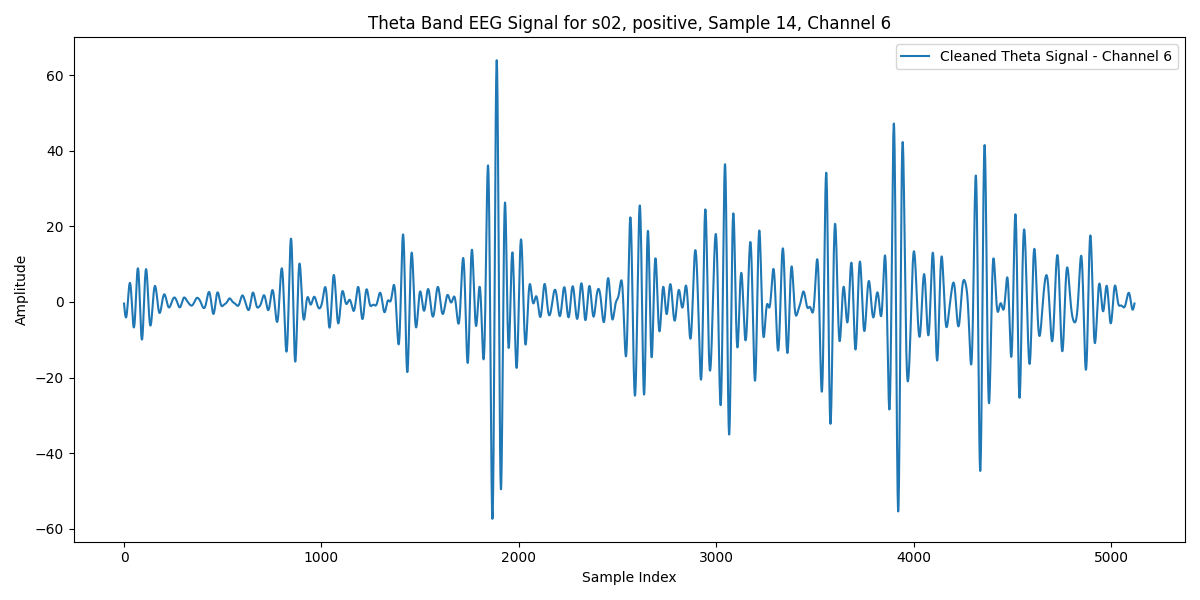 Theta Band EEG Signal for s02, positive, Sample 14, Channel 6
Cleaned Theta Signal - Channel 6
60
40
20
0
−20
−40
−60
Amplitude
0 1000 2000 3000 4000 5000
Sample Index